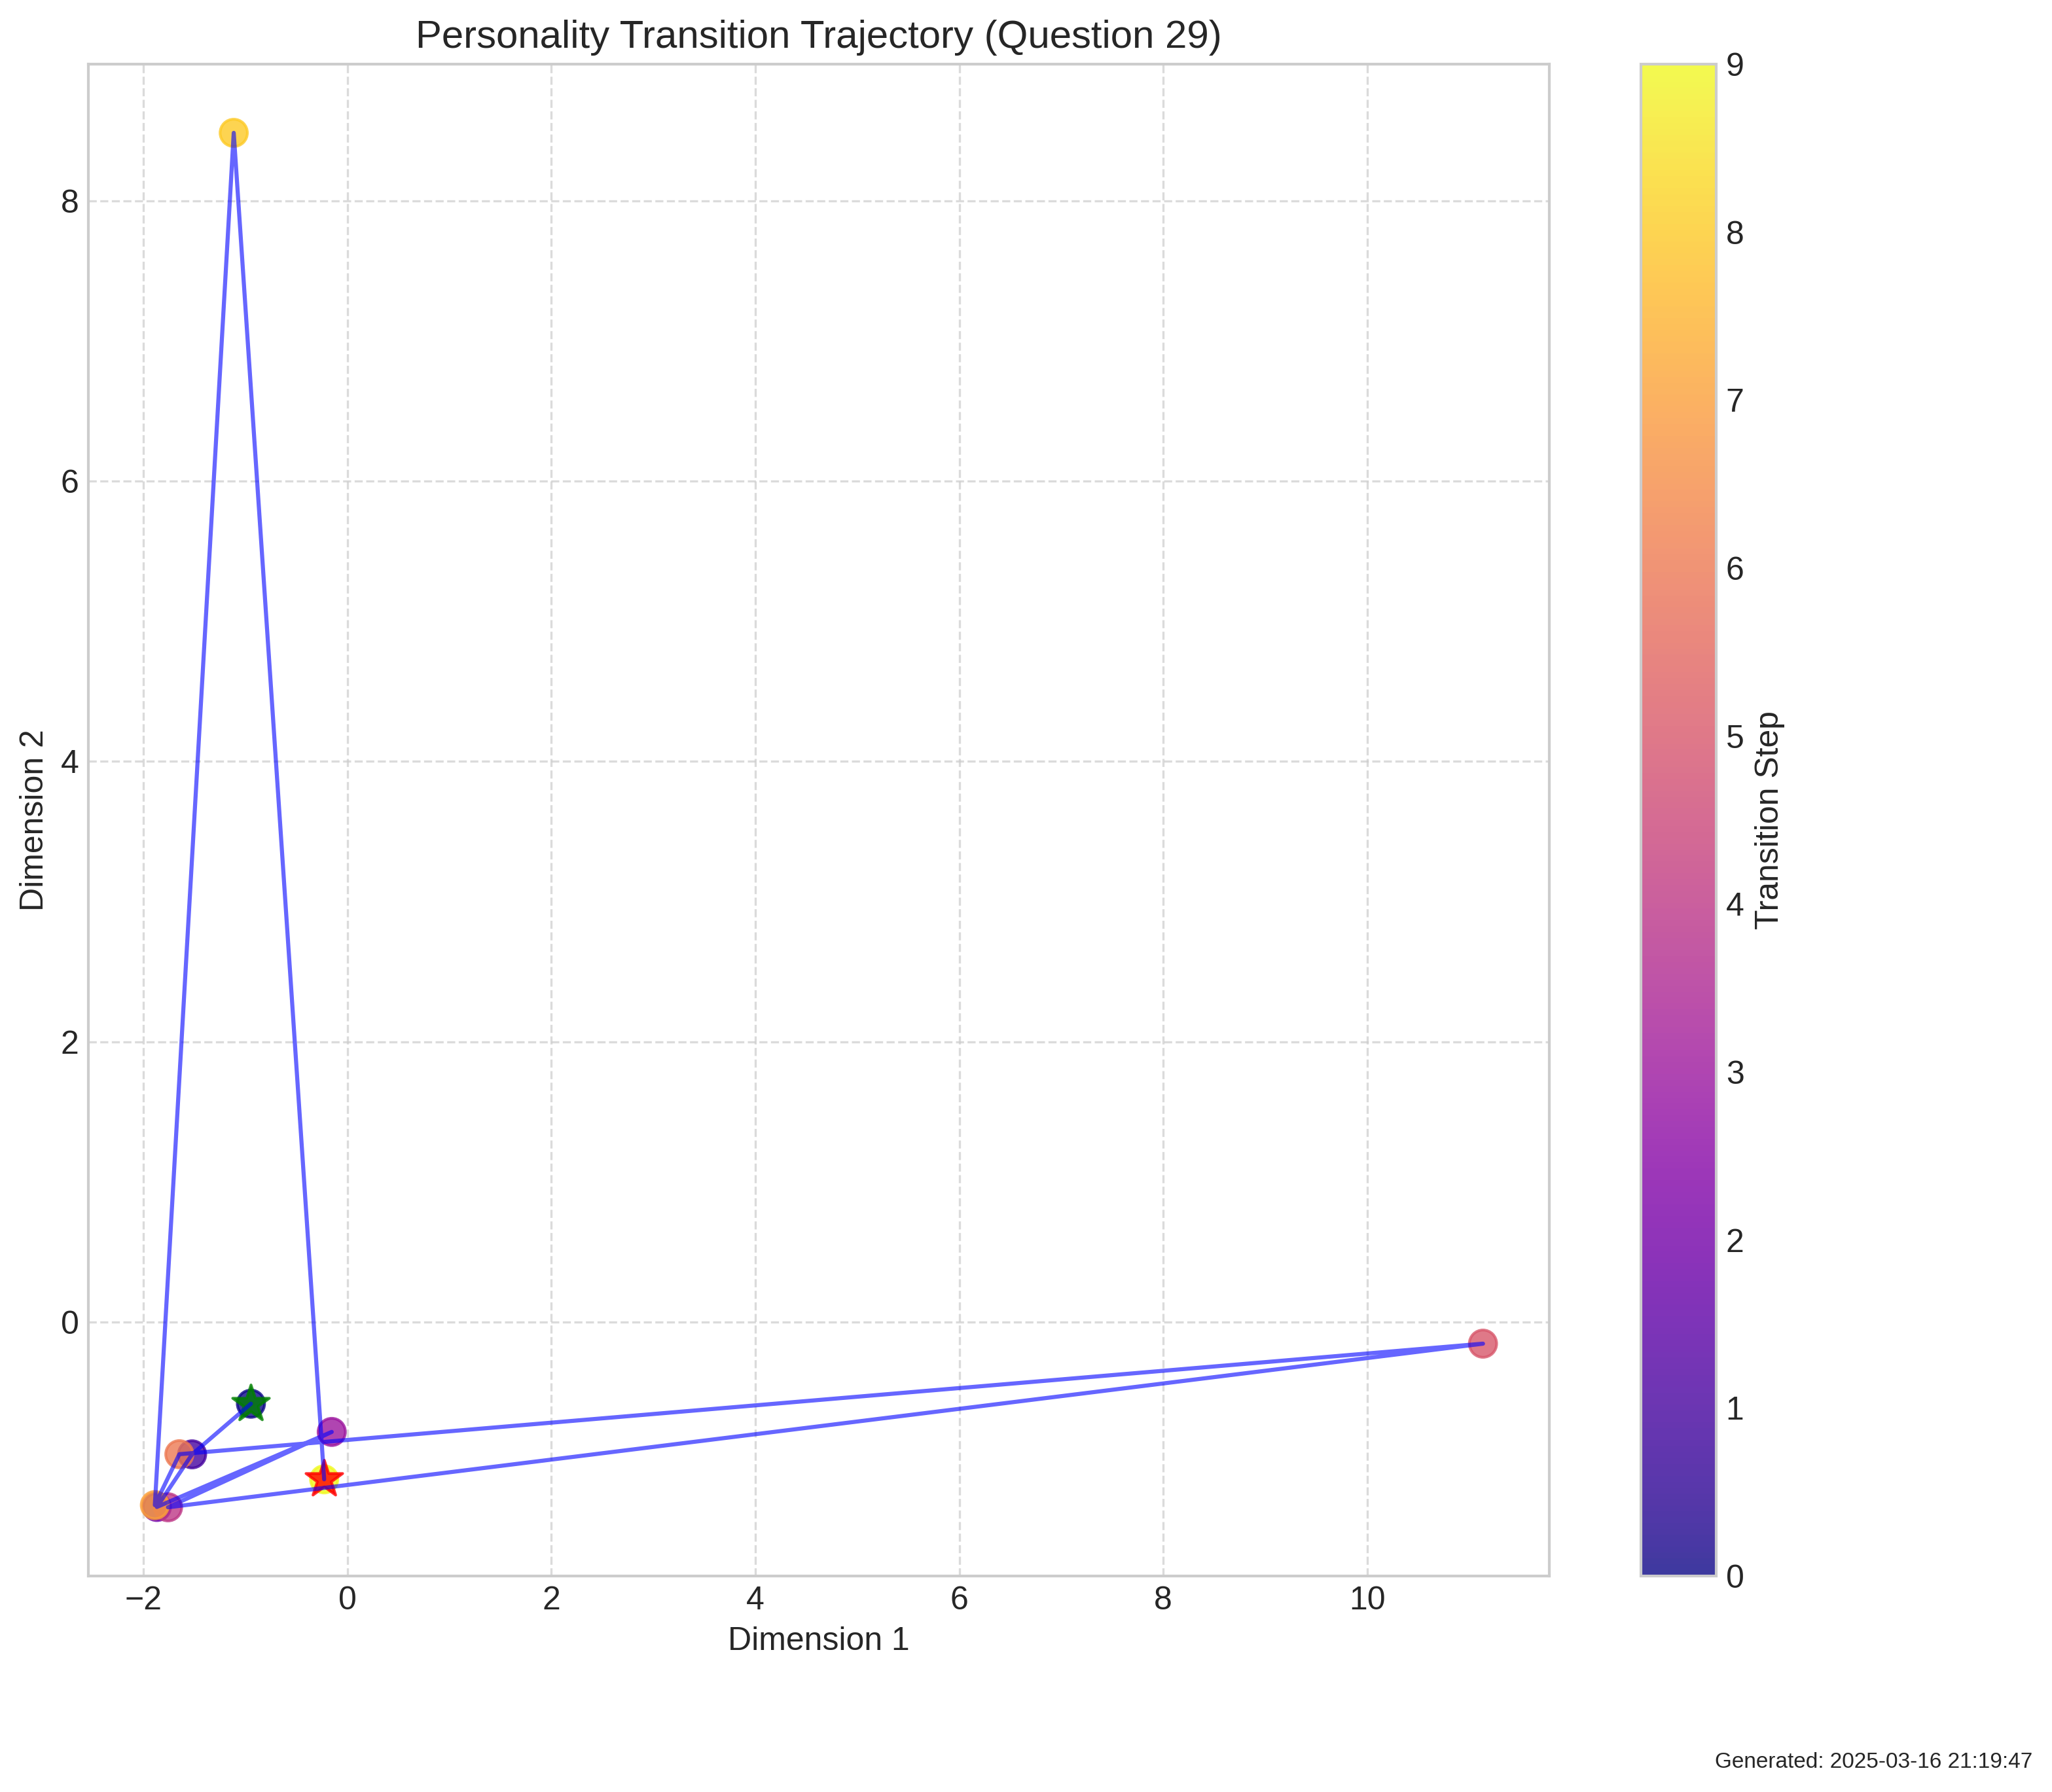 Personality Transition Trajectory (Question 29)
8
6
4
2
0
Dimension 2
−2 0 2 4 6 8 10
Dimension 1
9
8
7
6
5
4
3
2
1
0
Transition Step
Generated: 2025-03-16 21:19:47